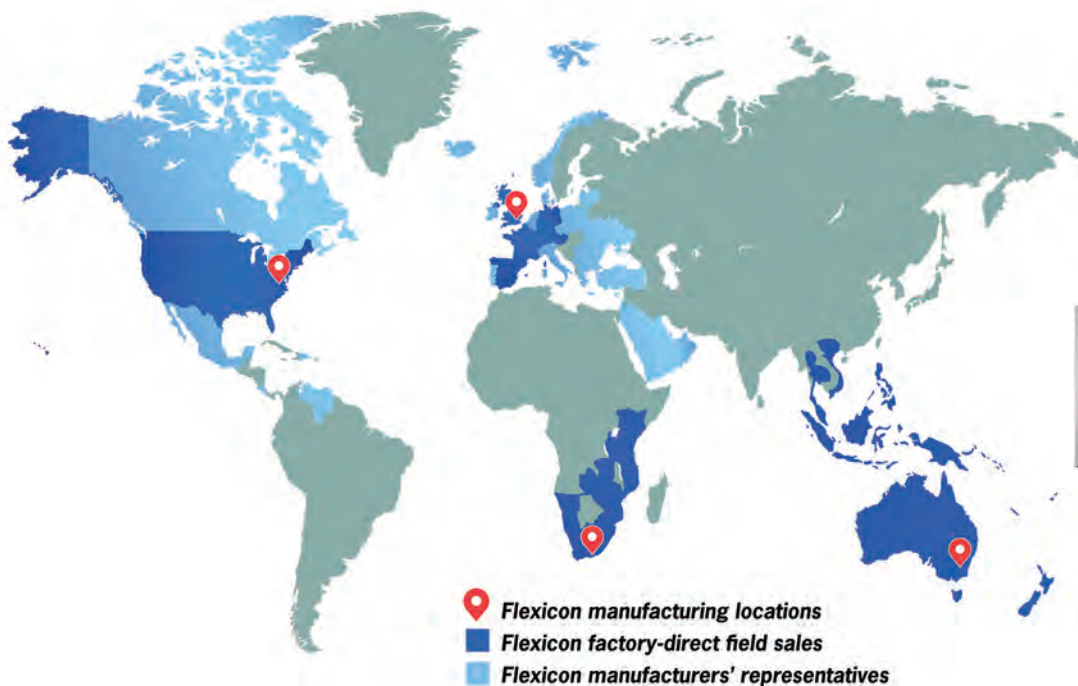 Flexicon manufacturing locations
Flexicon factory-direct field sales
Flexicon manufacturers' representatives